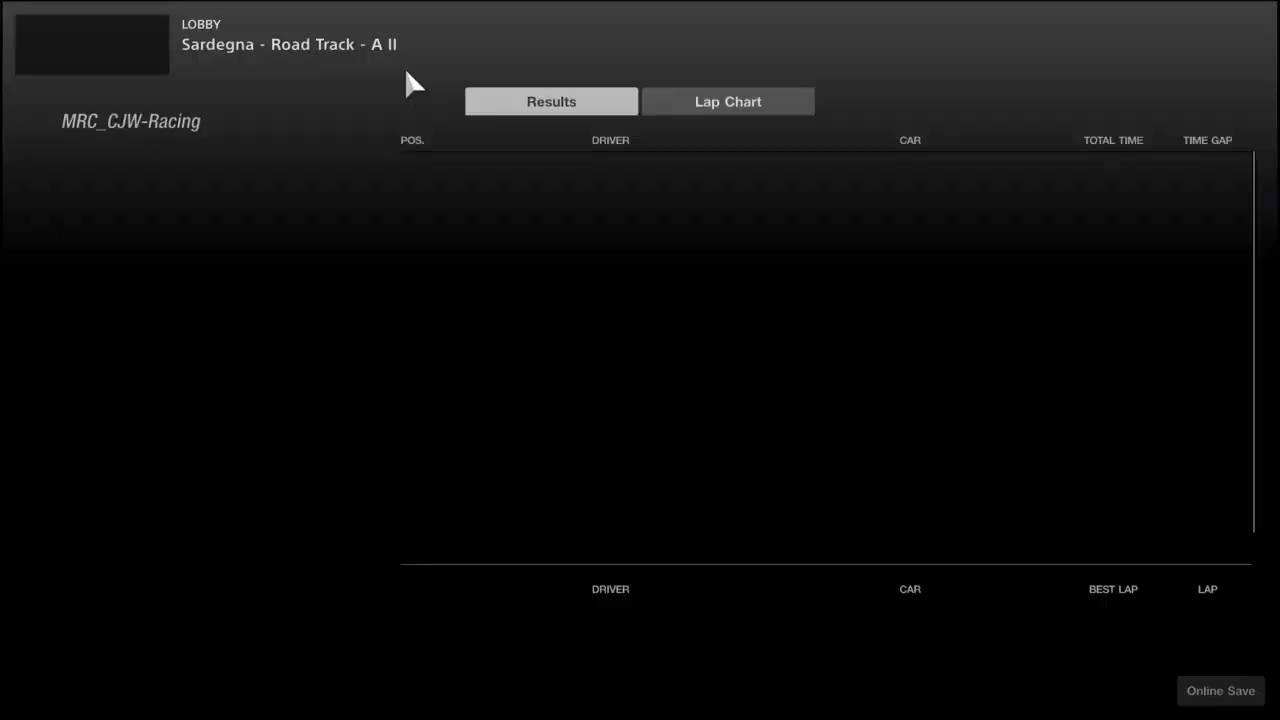 LOBBY
Sardegna - Road Track - A II
MRC_CJW-Racing
Results
Lap Chart
POS.
DRIVER
CAR
TOTAL TIME
TIME GAP
DRIVER
CAR
BEST LAP
LAP
Online Save